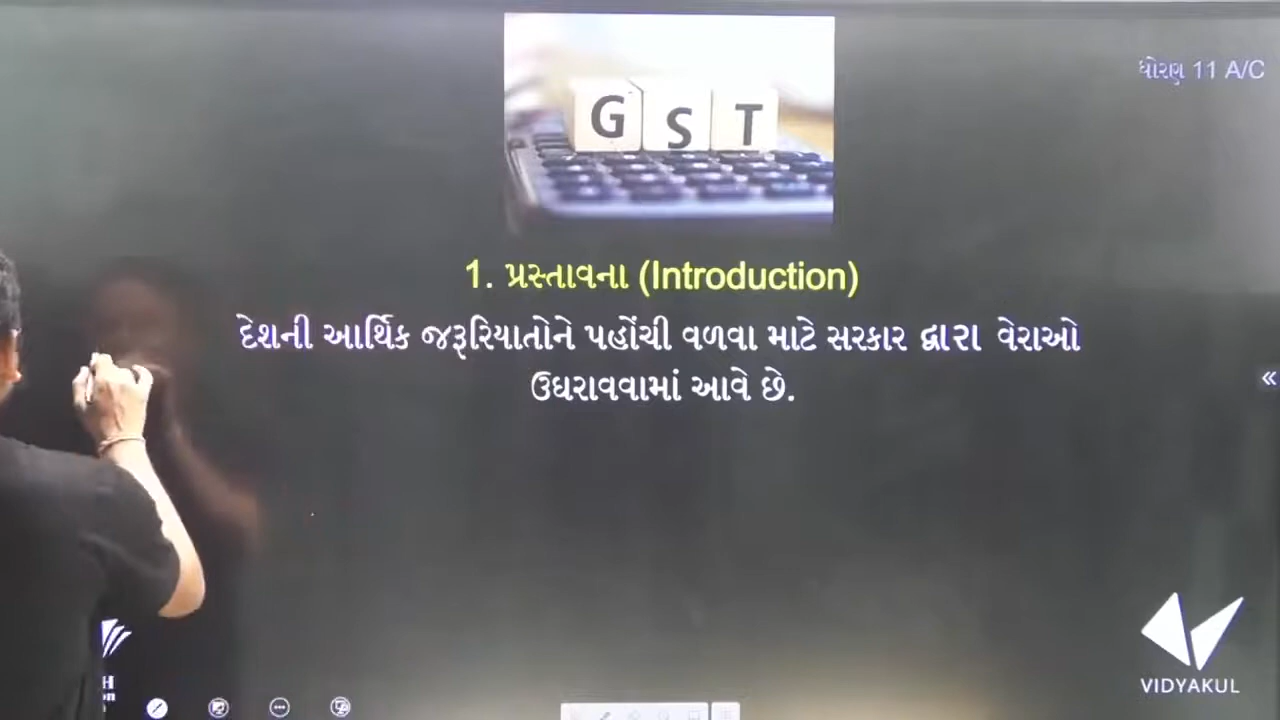 GST
ધોરણ 11 A/C
1. પ્રસ્તાવના (Introduction)
દેશની આર્થિક જરૂરિયાતોને પહોંચી વળવા માટે સરકાર દ્વારા વેરાઓ
ઉઘરાવવામાં આવે છે.
VIDYAKUL